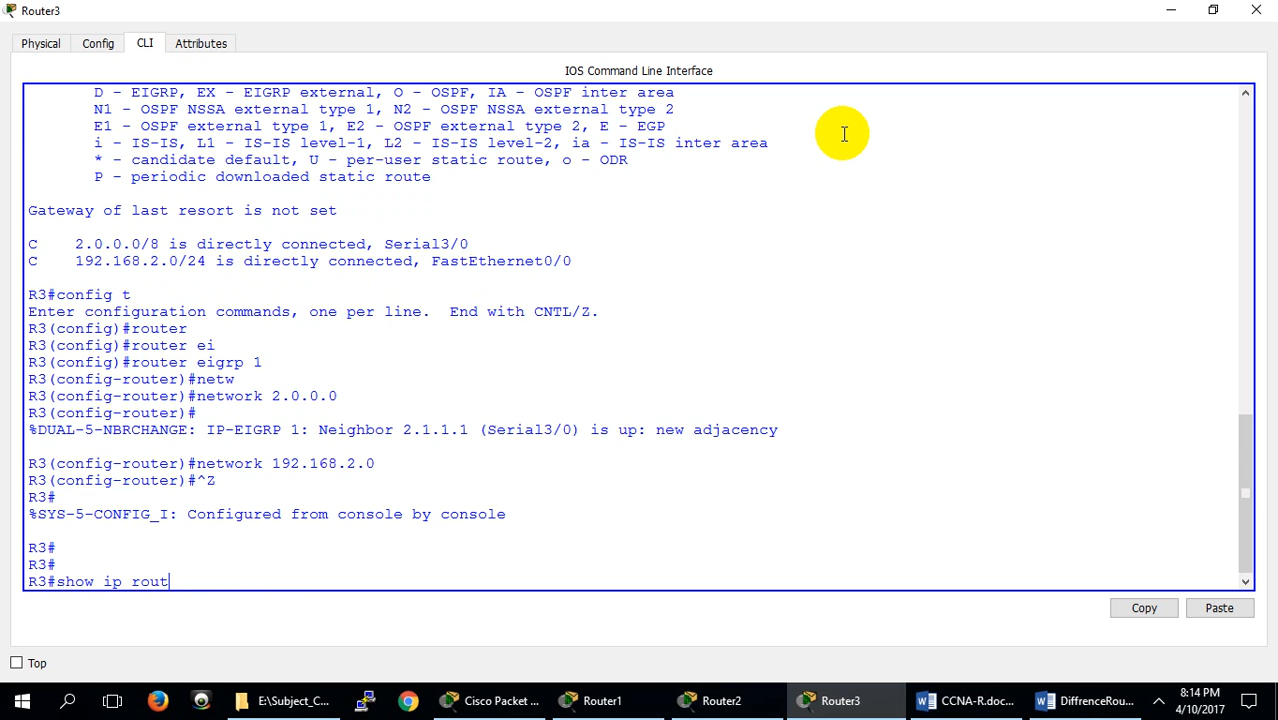 Router3
Physical Config CLI Attributes
IOS Command Line Interface
D - EIGRP, EX - EIGRP external, O - OSPF, IA - OSPF inter area
N1 - OSPF NSSA external type 1, N2 - OSPF NSSA external type 2
E1 - OSPF external type 1, E2 - OSPF external type 2, E - EGP
i - IS-IS, L1 - IS-IS level-1, L2 - IS-IS level-2, ia - IS-IS inter area
* - candidate default, U - per-user static route, o - ODR
P - periodic downloaded static route
Gateway of last resort is not set
C    2.0.0.0/8 is directly connected, Serial3/0
C    192.168.2.0/24 is directly connected, FastEthernet0/0
R3#config t
Enter configuration commands, one per line.  End with CNTL/Z.
R3(config)#router
R3(config)#router ei
R3(config)#router eigrp 1
R3(config-router)#netw
R3(config-router)#network 2.0.0.0
R3(config-router)#
%DUAL-5-NBRCHANGE: IP-EIGRP 1: Neighbor 2.1.1.1 (Serial3/0) is up: new adjacency
R3(config-router)#network 192.168.2.0
R3(config-router)#^Z
R3#
%SYS-5-CONFIG_I: Configured from console by console
R3#
R3#
R3#show ip rout
Copy Paste
Top
E:\Subject_C... Cisco Packet ... Router1 Router2 Router3 CCNA-R.doc... DiffrenceRou... 8:14 PM
4/10/2017